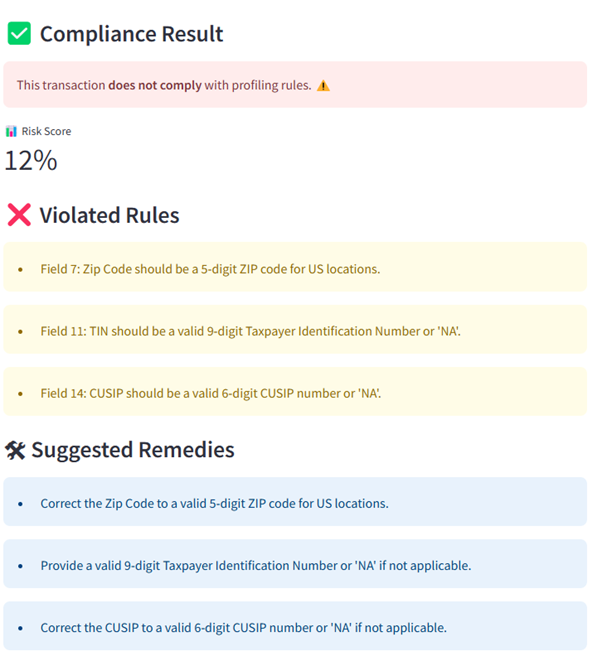 ✅ Compliance Result
This transaction does not comply with profiling rules. ⚠️
📊 Risk Score
12%
❌ Violated Rules
• Field 7: Zip Code should be a 5-digit ZIP code for US locations.
• Field 11: TIN should be a valid 9-digit Taxpayer Identification Number or 'NA'.
• Field 14: CUSIP should be a valid 6-digit CUSIP number or 'NA'.
🛠 Suggested Remedies
• Correct the Zip Code to a valid 5-digit ZIP code for US locations.
• Provide a valid 9-digit Taxpayer Identification Number or 'NA' if not applicable.
• Correct the CUSIP to a valid 6-digit CUSIP number or 'NA' if not applicable.